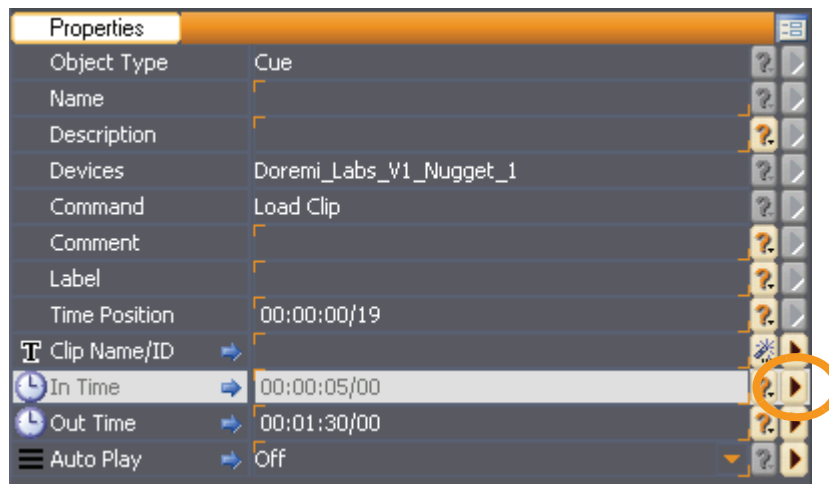 Properties
Object Type Cue
Name
Description
Devices Doremi_Labs_V1_Nugget_1
Command Load Clip
Comment
Label
Time Position 00:00:00/19
T Clip Name/ID
In Time 00:00:05/00
Out Time 00:01:30/00
Auto Play Off